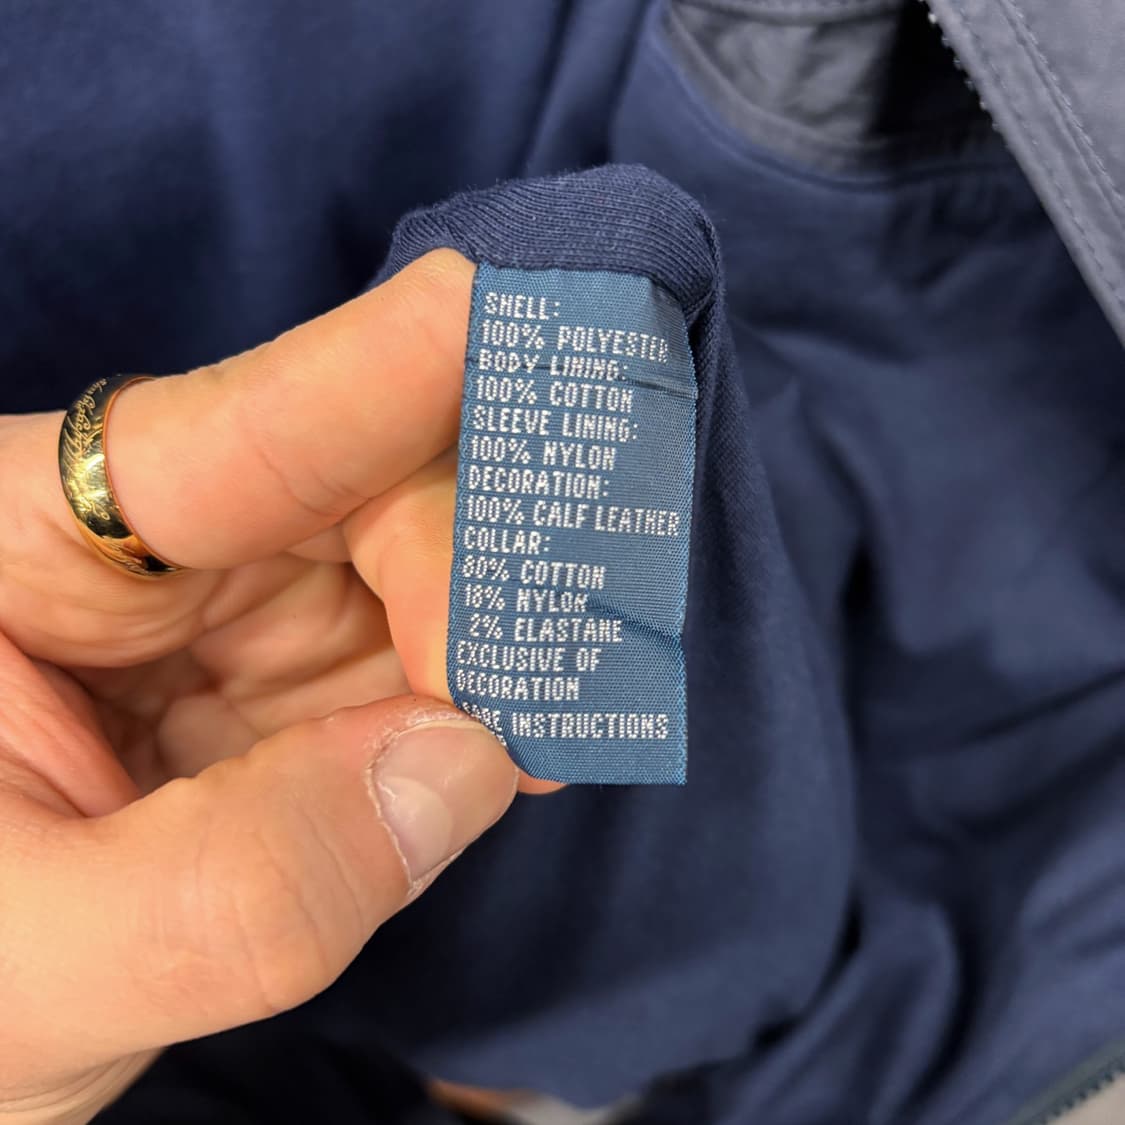 SHELL:
100% POLYESTER
BODY LINING:
100% COTTON
SLEEVE LINING:
100% NYLON
DECORATION:
100% CALF LEATHER
COLLAR:
80% COTTON
18% NYLON
2% ELASTANE
EXCLUSIVE OF
DECORATION
INSTRUCTIONS